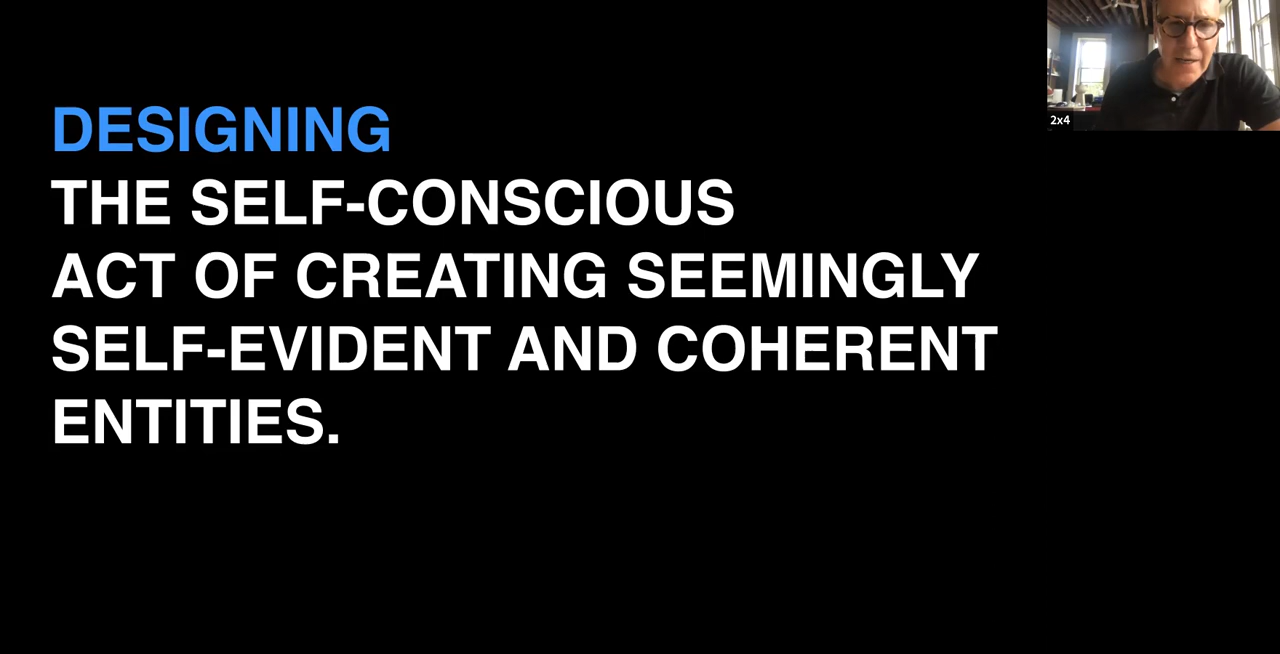 DESIGNING
THE SELF-CONSCIOUS
ACT OF CREATING SEEMINGLY
SELF-EVIDENT AND COHERENT
ENTITIES.
2x4